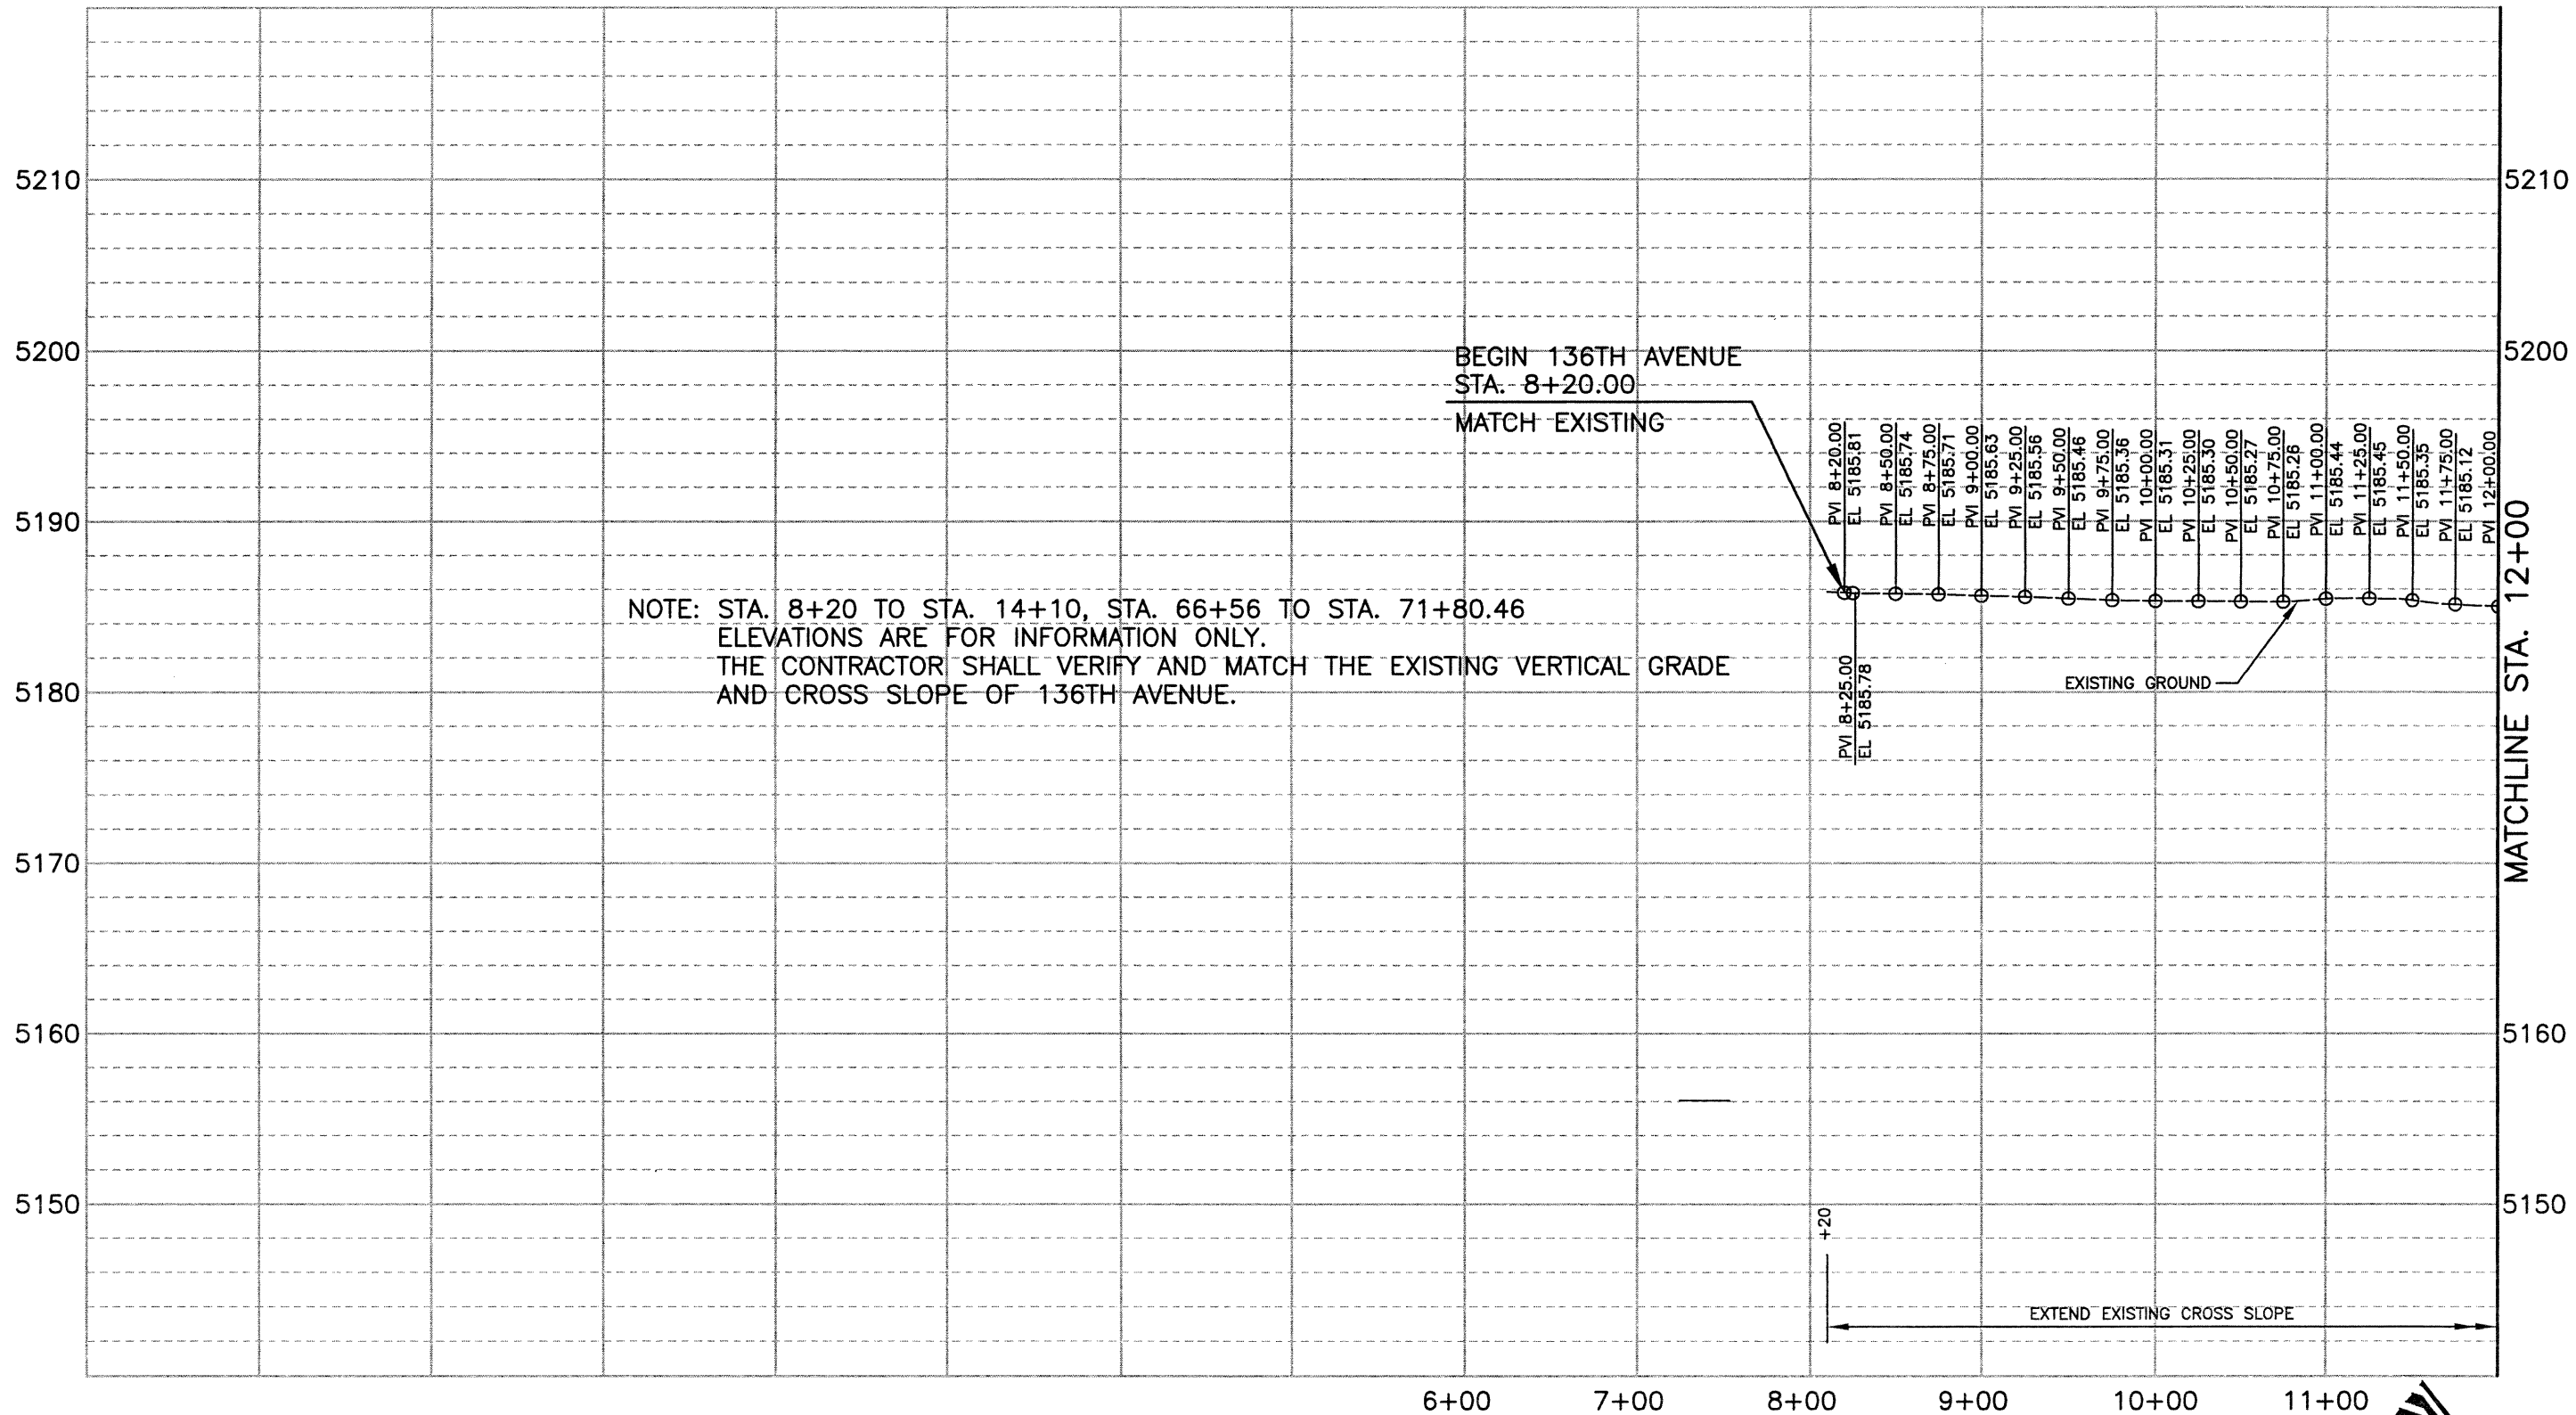 5210
5200
5190
5180
5170
5160
5150
BEGIN 136TH AVENUE
STA. 8+20.00
MATCH EXISTING
NOTE: STA. 8+20 TO STA. 14+10, STA. 66+56 TO STA. 71+80.46
ELEVATIONS ARE FOR INFORMATION ONLY.
THE CONTRACTOR SHALL VERIFY AND MATCH THE EXISTING VERTICAL GRADE
AND CROSS SLOPE OF 136TH AVENUE.
PVI 8+20.00
EL 5185.81
PVI 8+25.00
EL 5185.78
PVI 8+50.00
EL 5185.74
PVI 8+75.00
EL 5185.71
PVI 9+00.00
EL 5185.63
PVI 9+25.00
EL 5185.56
PVI 9+50.00
EL 5185.46
PVI 9+75.00
EL 5185.36
PVI 10+00.00
EL 5185.31
PVI 10+25.00
EL 5185.30
PVI 10+50.00
EL 5185.27
PVI 10+75.00
EL 5185.26
PVI 11+00.00
EL 5185.44
PVI 11+25.00
EL 5185.45
PVI 11+50.00
EL 5185.35
PVI 11+75.00
EL 5185.12
PVI 12+00.00
EXISTING GROUND
+20
EXTEND EXISTING CROSS SLOPE
5210
5200
MATCHLINE STA. 12+00
5160
5150
6+00
7+00
8+00
9+00
10+00
11+00